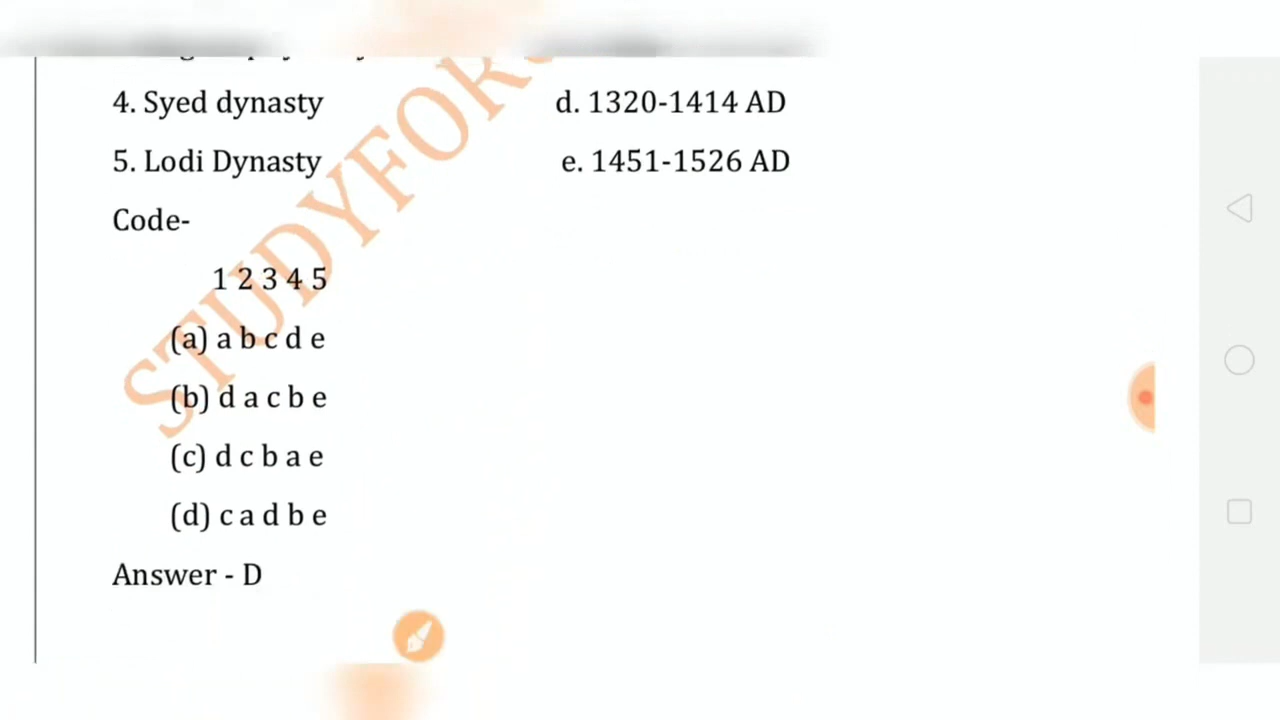 4. Syed dynasty d. 1320-1414 AD
5. Lodi Dynasty e. 1451-1526 AD
Code-
1 2 3 4 5
(a) a b c d e
(b) d a c b e
(c) d c b a e
(d) c a d b e
Answer - D
STUDYFOR